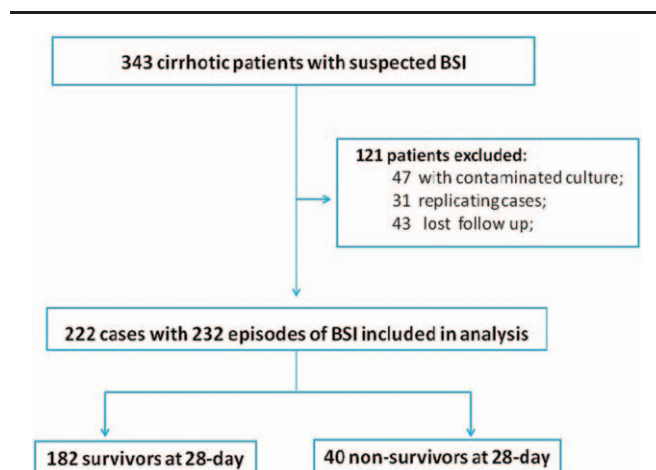 343 cirrhotic patients with suspected BSI
121 patients excluded:
47 with contaminated culture;
31 replicating cases;
43 lost follow up;
222 cases with 232 episodes of BSI included in analysis
182 survivors at 28-day
40 non-survivors at 28-day